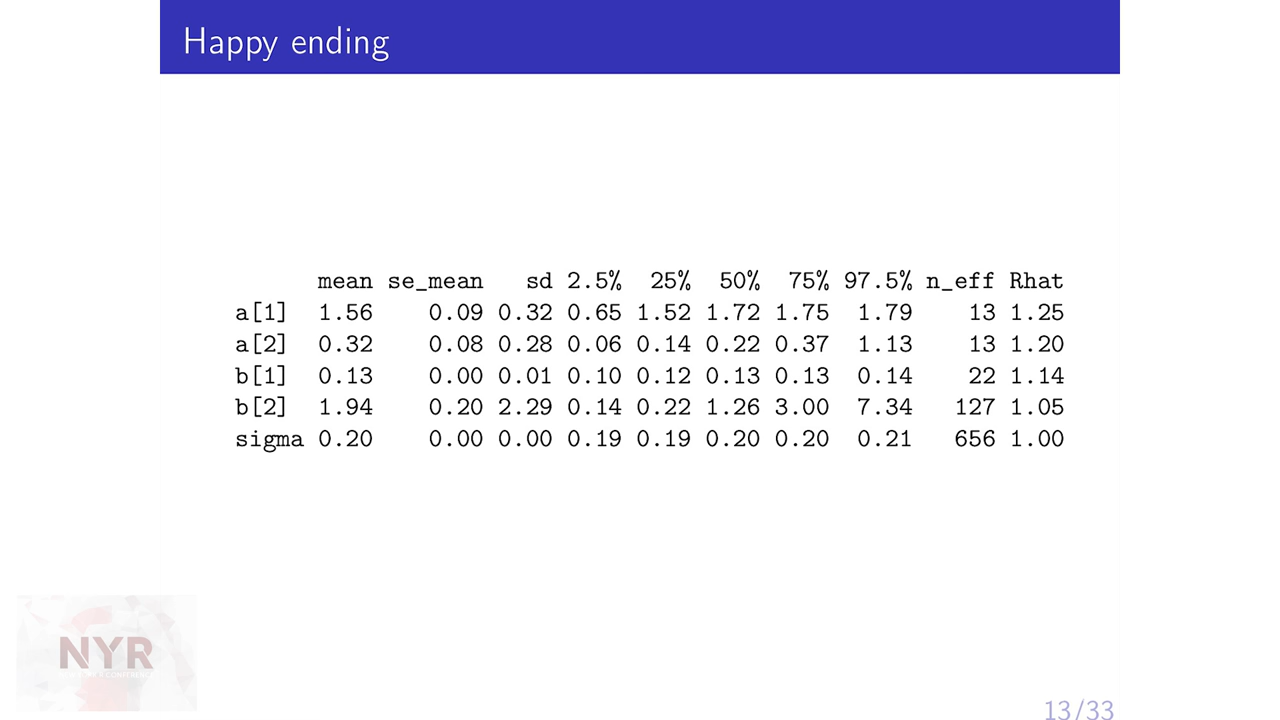 Happy ending
mean se_mean sd 2.5% 25% 50% 75% 97.5% n_eff Rhat
a[1] 1.56 0.09 0.32 0.65 1.52 1.72 1.75 1.79 13 1.25
a[2] 0.32 0.08 0.28 0.06 0.14 0.22 0.37 1.13 13 1.20
b[1] 0.13 0.00 0.01 0.10 0.12 0.13 0.13 0.14 22 1.14
b[2] 1.94 0.20 2.29 0.14 0.22 1.26 3.00 7.34 127 1.05
sigma 0.20 0.00 0.00 0.19 0.19 0.20 0.20 0.21 656 1.00
NYR
13/33